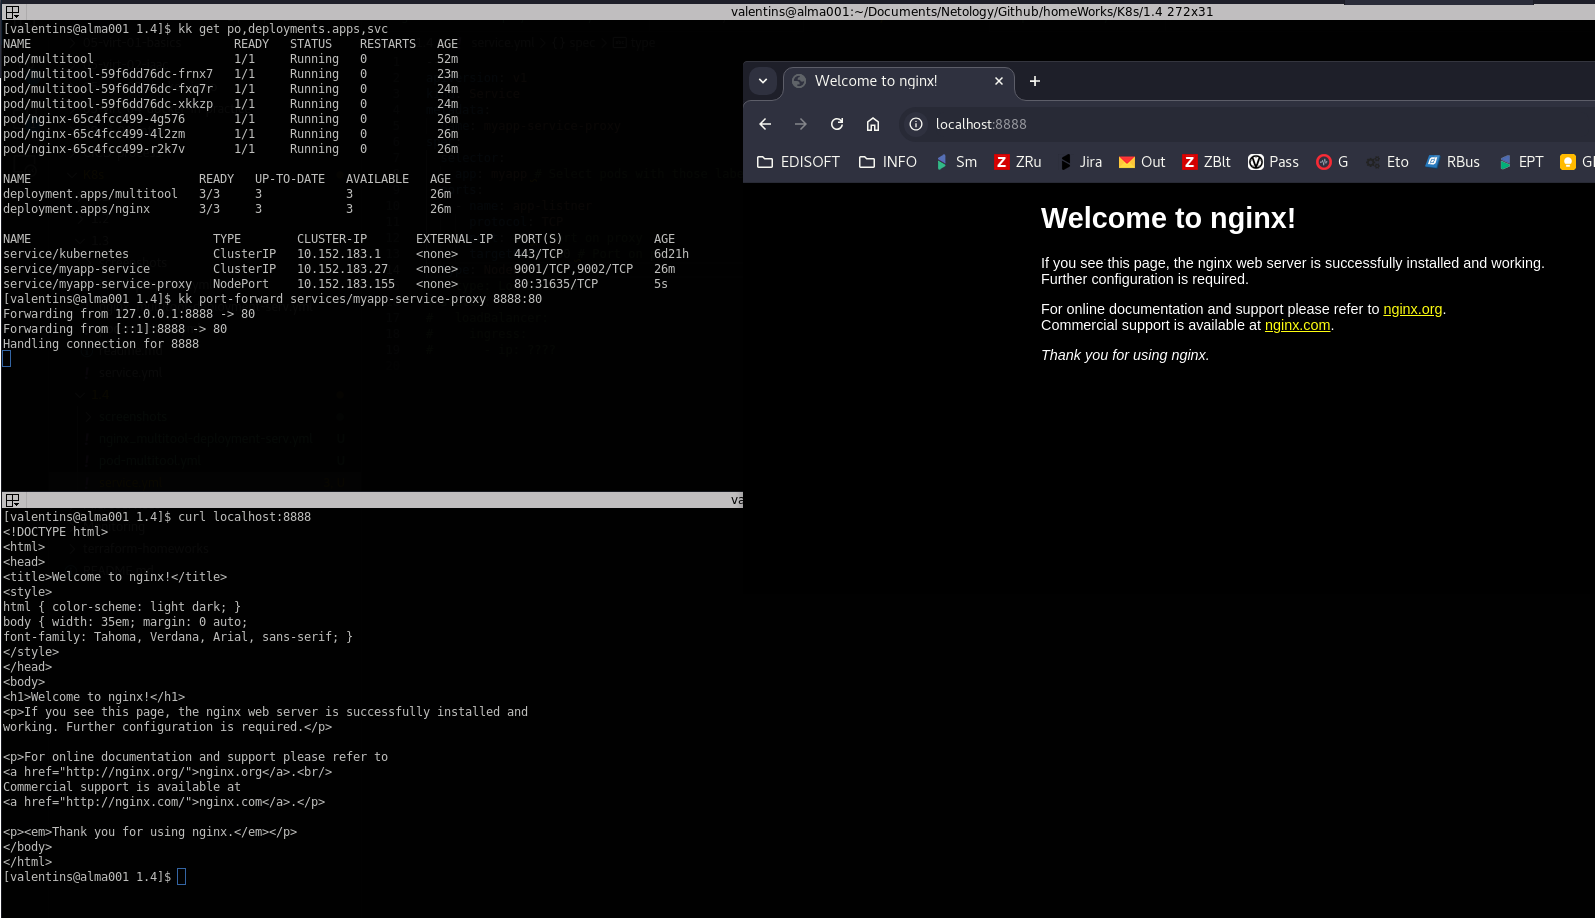 valentins@alma001:~/Documents/Netology/Github/homeWorks/K8s/1.4 272x31
[valentins@alma001 1.4]$ kk get po,deployments.apps,svc
NAME READY STATUS RESTARTS AGE
pod/multitool 1/1 Running 0 52m
pod/multitool-59f6dd76dc-frnx7 1/1 Running 0 23m
pod/multitool-59f6dd76dc-fxq7r 1/1 Running 0 24m
pod/multitool-59f6dd76dc-xkkzp 1/1 Running 0 24m
pod/nginx-65c4fcc499-4g576 1/1 Running 0 26m
pod/nginx-65c4fcc499-4l2zm 1/1 Running 0 26m
pod/nginx-65c4fcc499-r2k7v 1/1 Running 0 26m
NAME READY UP-TO-DATE AVAILABLE AGE
deployment.apps/multitool 3/3 3 3 26m
deployment.apps/nginx 3/3 3 3 26m
NAME TYPE CLUSTER-IP EXTERNAL-IP PORT(S) AGE
service/kubernetes ClusterIP 10.152.183.1 <none> 443/TCP 6d21h
service/myapp-service ClusterIP 10.152.183.27 <none> 9001/TCP,9002/TCP 26m
service/myapp-service-proxy NodePort 10.152.183.155 <none> 80:31635/TCP 5s
[valentins@alma001 1.4]$ kk port-forward services/myapp-service-proxy 8888:80
Forwarding from 127.0.0.1:8888 -> 80
Forwarding from [::1]:8888 -> 80
Handling connection for 8888
[valentins@alma001 1.4]$ curl localhost:8888
<!DOCTYPE html>
<html>
<head>
<title>Welcome to nginx!</title>
<style>
html { color-scheme: light dark; }
body { width: 35em; margin: 0 auto;
font-family: Tahoma, Verdana, Arial, sans-serif; }
</style>
</head>
<body>
<h1>Welcome to nginx!</h1>
<p>If you see this page, the nginx web server is successfully installed and
working. Further configuration is required.</p>
<p>For online documentation and support please refer to
<a href="http://nginx.org/">nginx.org</a>.<br/>
Commercial support is available at
<a href="http://nginx.com/">nginx.com</a>.</p>
<p><em>Thank you for using nginx.</em></p>
</body>
</html>
[valentins@alma001 1.4]$
Welcome to nginx!
localhost:8888
EDISOFT INFO Sm ZRu Jira Out ZBlt Pass G Eto RBus EPT
Welcome to nginx!
If you see this page, the nginx web server is successfully installed and working.
Further configuration is required.
For online documentation and support please refer to nginx.org.
Commercial support is available at nginx.com.
Thank you for using nginx.